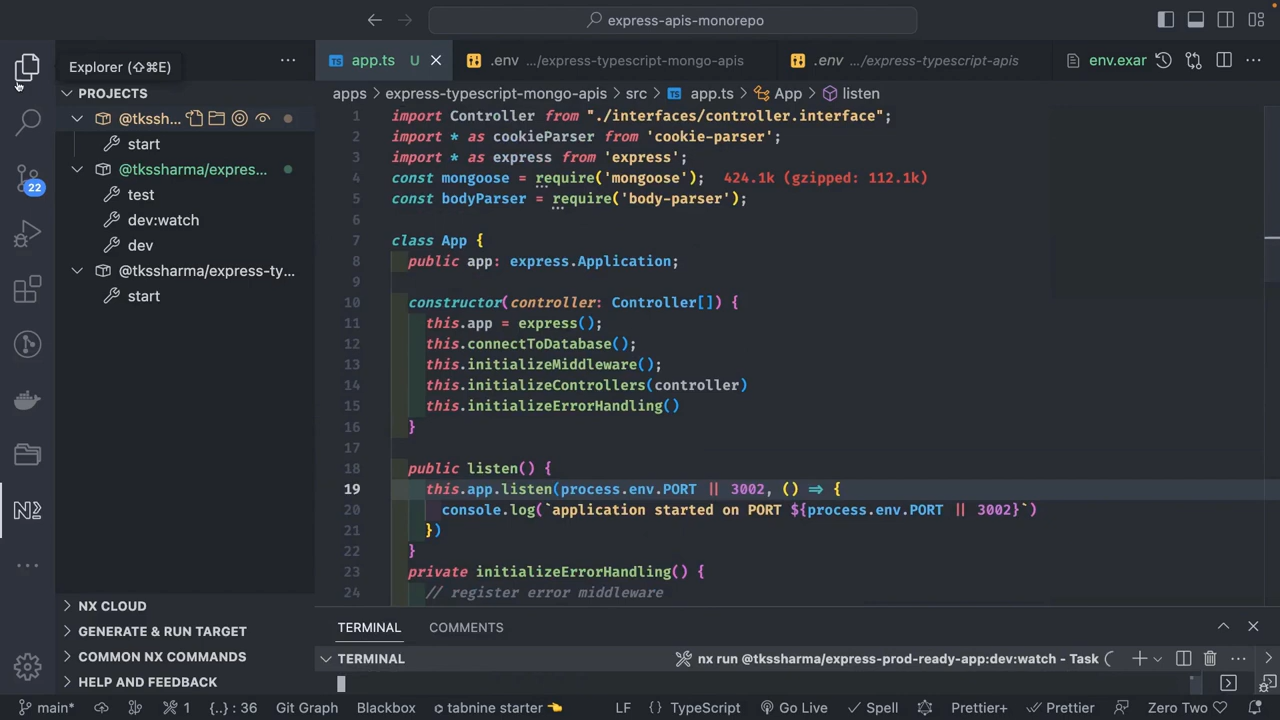 express-apis-monorepo
Explorer (⇧⌘E)
app.ts U
.env .../express-typescript-mongo-apis
.env .../express-typescript-apis
env.exar
PROJECTS
apps > express-typescript-mongo-apis > src > app.ts > App > listen
@tkssh...
start
@tkssharma/expres...
test
dev:watch
dev
@tkssharma/express-ty...
start
22
1 import Controller from "./interfaces/controller.interface";
2 import * as cookieParser from 'cookie-parser';
3 import * as express from 'express';
4 const mongoose = require('mongoose'); 424.1k (gzipped: 112.1k)
5 const bodyParser = require('body-parser');
6
7 class App {
8 public app: express.Application;
9
10 constructor(controller: Controller[]) {
11 this.app = express();
12 this.connectToDatabase();
13 this.initializeMiddleware();
14 this.initializeControllers(controller)
15 this.initializeErrorHandling()
16 }
17
18 public listen() {
19 this.app.listen(process.env.PORT || 3002, () => {
20 console.log(`application started on PORT ${process.env.PORT || 3002}`)
21 })
22 }
23 private initializeErrorHandling() {
24 // register error middleware
NX CLOUD
GENERATE & RUN TARGET
COMMON NX COMMANDS
HELP AND FEEDBACK
TERMINAL COMMENTS
TERMINAL
nx run @tkssharma/express-prod-ready-app:dev:watch - Task
main* 1 {..} : 36 Git Graph Blackbox tabnine starter LF {} TypeScript Go Live Spell Prettier+ Prettier Zero Two